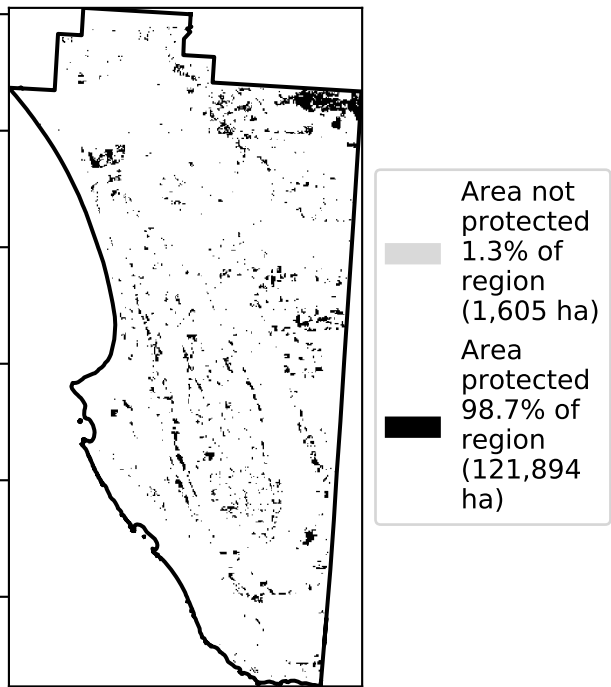 Area not
protected
1.3% of
region
(1,605 ha)
Area
protected
98.7% of
region
(121,894
ha)